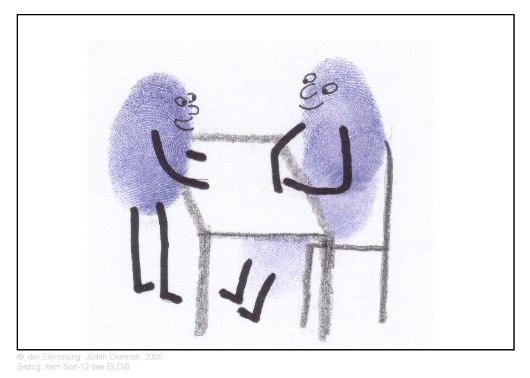 © der Zeichnung: Judith Demmin, 2005
Bezug: Item Soz-12 des ELDiB